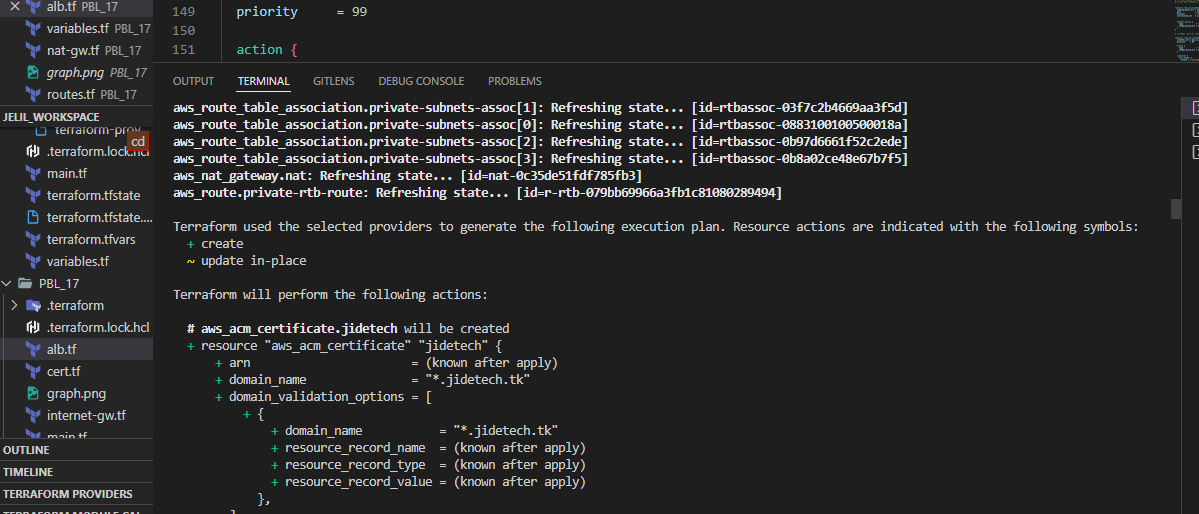 alb.tf PBL_17
variables.tf PBL_17
nat-gw.tf PBL_17
graph.png PBL_17
routes.tf PBL_17
JELIL_WORKSPACE
terraform-prov
cd
.terraform.lock.hcl
main.tf
terraform.tfstate
terraform.tfstate....
terraform.tfvars
variables.tf
PBL_17
.terraform
.terraform.lock.hcl
alb.tf
cert.tf
graph.png
internet-gw.tf
main.tf
OUTLINE
TIMELINE
TERRAFORM PROVIDERS
TERRAFORM MODULE CAL
149 priority = 99
150
151 action {
OUTPUT TERMINAL GITLENS DEBUG CONSOLE PROBLEMS
aws_route_table_association.private-subnets-assoc[1]: Refreshing state... [id=rtbassoc-03f7c2b4669aa3f5d]
aws_route_table_association.private-subnets-assoc[0]: Refreshing state... [id=rtbassoc-0883100100500018a]
aws_route_table_association.private-subnets-assoc[2]: Refreshing state... [id=rtbassoc-0b97d6661f52c2ede]
aws_route_table_association.private-subnets-assoc[3]: Refreshing state... [id=rtbassoc-0b8a02ce48e67b7f5]
aws_nat_gateway.nat: Refreshing state... [id=nat-0c35de51fdf785fb3]
aws_route.private-rtb-route: Refreshing state... [id=r-rtb-079bb69966a3fb1c81080289494]
Terraform used the selected providers to generate the following execution plan. Resource actions are indicated with the following symbols:
+ create
~ update in-place
Terraform will perform the following actions:
# aws_acm_certificate.jidetech will be created
+ resource "aws_acm_certificate" "jidetech" {
+ arn = (known after apply)
+ domain_name = "*.jidetech.tk"
+ domain_validation_options = [
+ {
+ domain_name = "*.jidetech.tk"
+ resource_record_name = (known after apply)
+ resource_record_type = (known after apply)
+ resource_record_value = (known after apply)
},